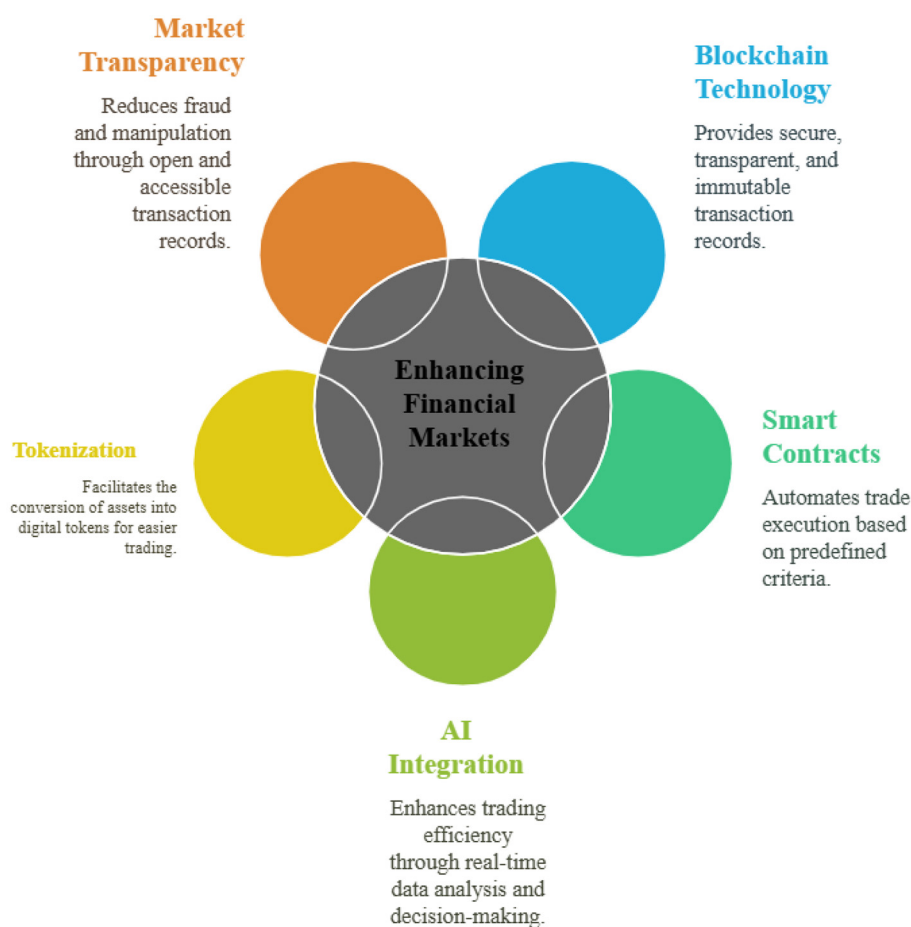 Market
Transparency
Reduces fraud
and manipulation
through open and
accessible
transaction
records.
Blockchain
Technology
Provides secure,
transparent, and
immutable
transaction
records.
Enhancing
Financial
Markets
Tokenization
Facilitates the
conversion of assets into
digital tokens for easier
trading.
Smart
Contracts
Automates trade
execution based
on predefined
criteria.
AI
Integration
Enhances trading
efficiency
through real-time
data analysis and
decision-making.